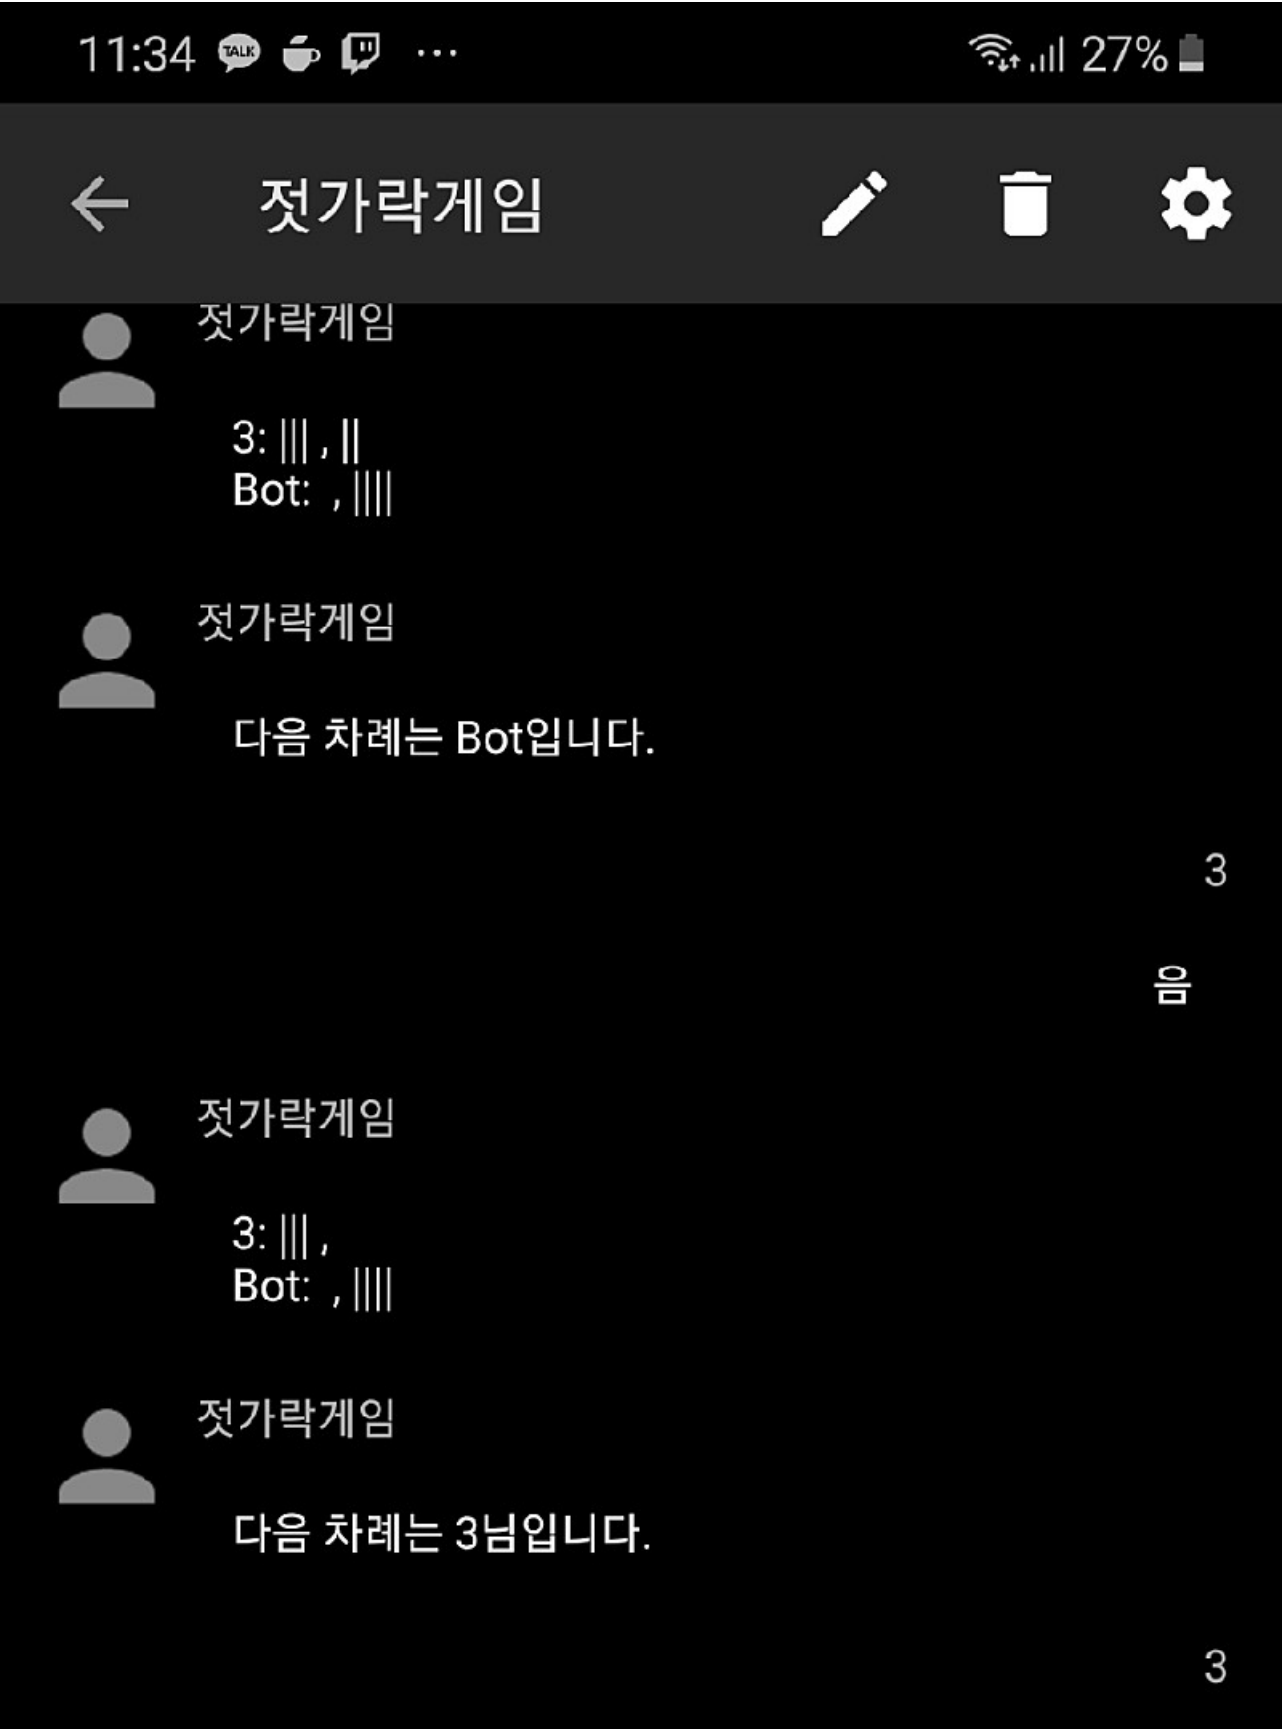 11:34 TALK ... 27%
젓가락게임
젓가락게임
3: ||| , ||
Bot:  , ||||
젓가락게임
다음 차례는 Bot입니다.
3
음
젓가락게임
3: ||| ,
Bot:  , ||||
젓가락게임
다음 차례는 3님입니다.
3